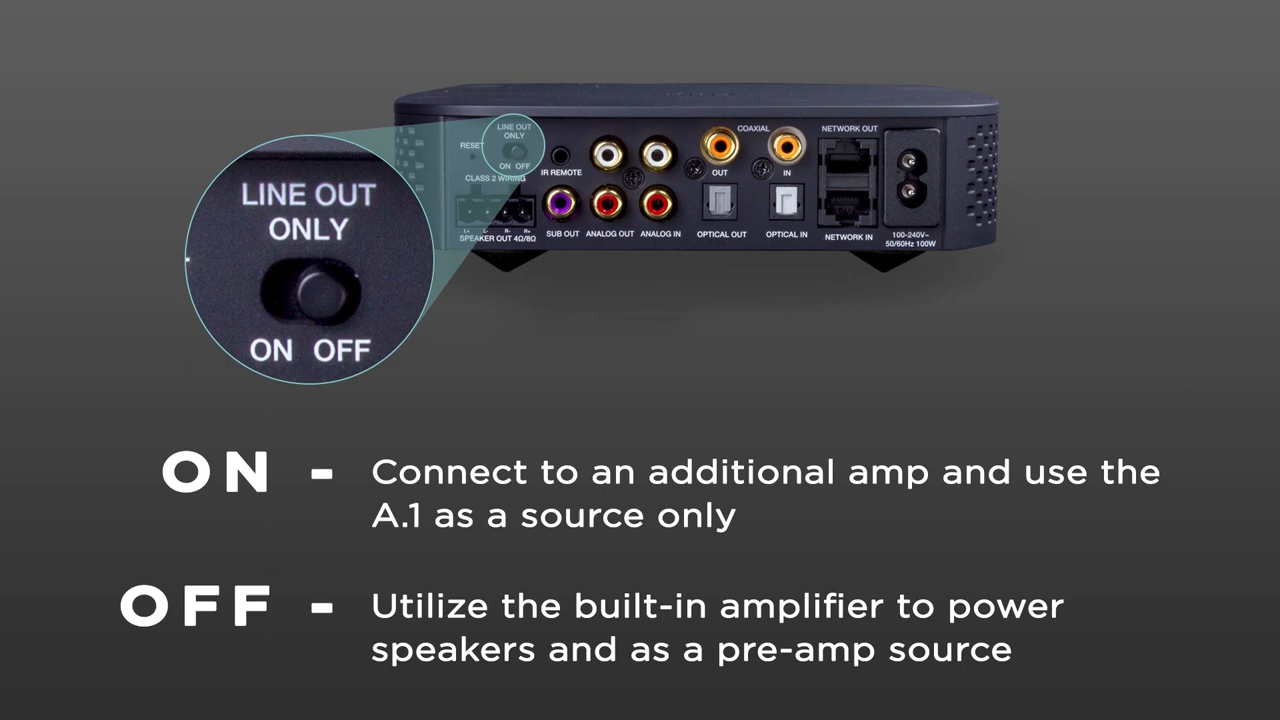 LINE OUT
ONLY
ON OFF
LINE OUT
ONLY
RESET
ON OFF
CLASS 2 WIRING
L+ L- R- R+
SPEAKER OUT 4Ω/8Ω
IR REMOTE
SUB OUT
ANALOG OUT
ANALOG IN
COAXIAL
OUT
IN
OPTICAL OUT
OPTICAL IN
NETWORK OUT
NETWORK IN
100-240V~
50/60Hz 100W
ON - Connect to an additional amp and use the
A.1 as a source only
OFF - Utilize the built-in amplifier to power
speakers and as a pre-amp source